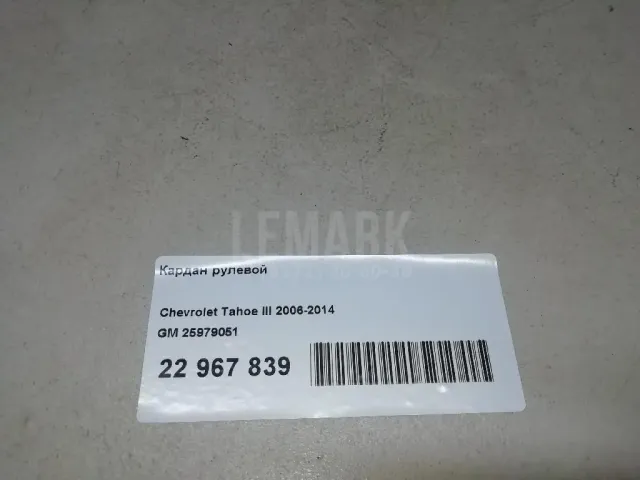 LEMARK
Кардан рулевой
Chevrolet Tahoe III 2006-2014
GM 25979051
22 967 839